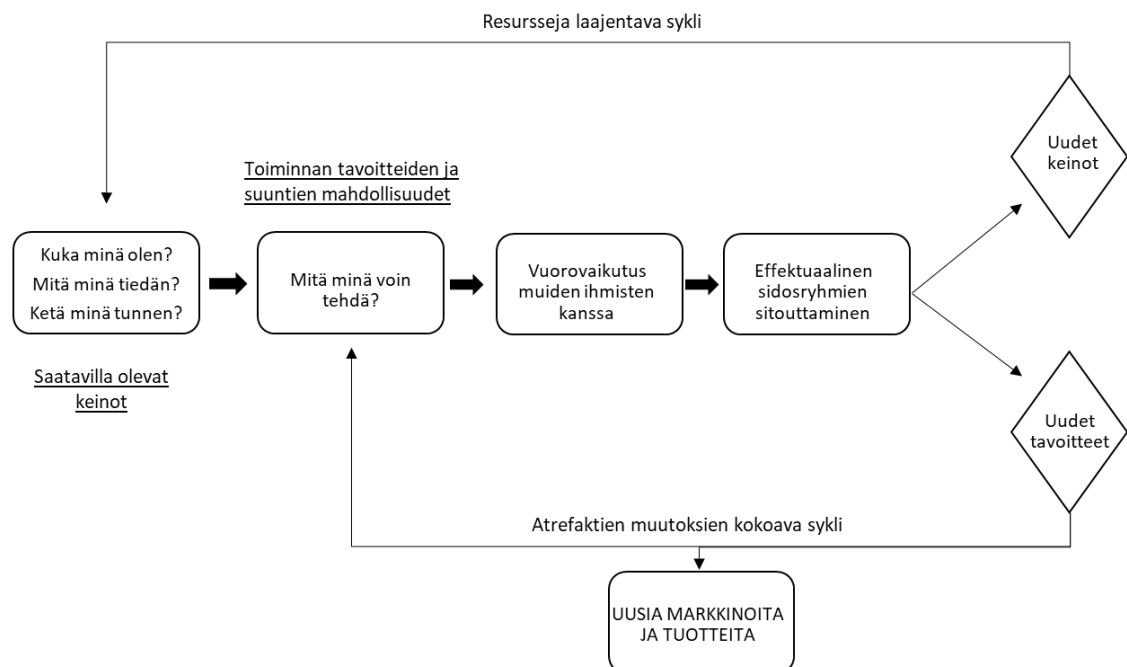 Resursseja laajentava sykli
Uudet
keinot
Toiminnan tavoitteiden ja
suuntien mahdollisuudet
Kuka minä olen?
Mitä minä tiedän?
Ketä minä tunnen?
Mitä minä voin
tehdä?
Vuorovaikutus
muiden ihmisten
kanssa
Effektuaalinen
sidosryhmien
sitouttaminen
Saatavilla olevat
keinot
Uudet
tavoitteet
Atrefaktien muutoksien kokoava sykli
UUSIA MARKKINOITA
JA TUOTTEITA